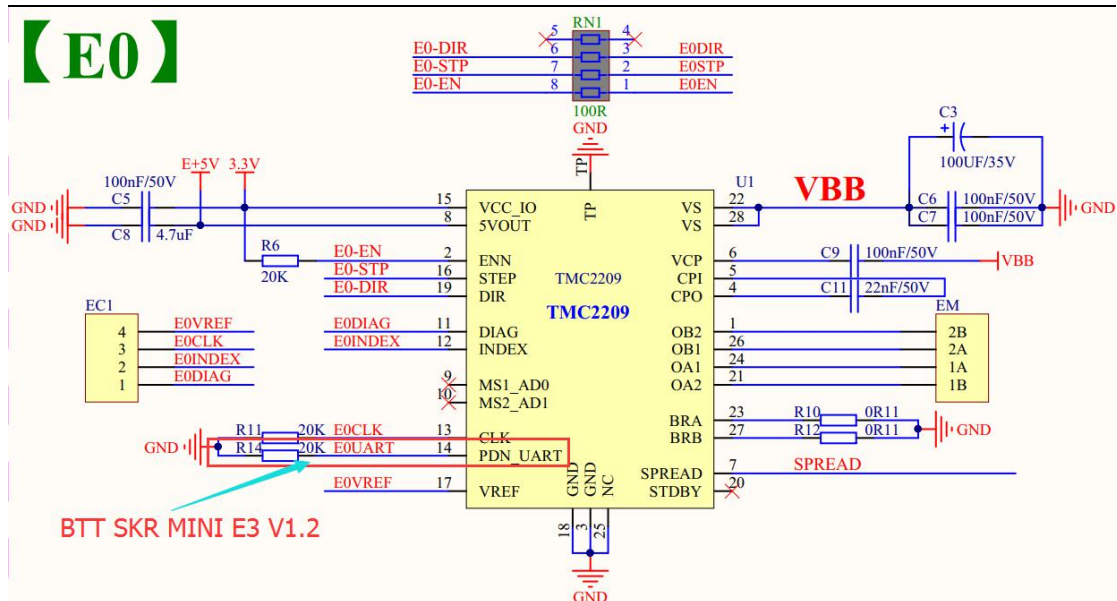 【E0】
RN1
5 4
E0-DIR 6 3 E0DIR
E0-STP 7 2 E0STP
E0-EN 8 1 E0EN
100R
GND
TP
TP
C3
+
100UF/35V
E+5V 3.3V
100nF/50V
GND C5
GND C8 4.7uF
15 VCC_IO
8 5VOUT
U1
VBB
22 VS
28 VS
C6 100nF/50V
C7 100nF/50V
GND
R6
20K
E0-EN 2 ENN
E0-STP 16 STEP
E0-DIR 19 DIR
TMC2209
TMC2209
VCP 6 C9 100nF/50V VBB
CPI 5
CPO 4 C11 22nF/50V
EC1
4 E0VREF
3 E0CLK
2 E0INDEX
1 E0DIAG
E0DIAG 11 DIAG
E0INDEX 12 INDEX
9 MS1_AD0
10 MS2_AD1
EM
OB2 1 2B
OB1 26 2A
OA1 24 1A
OA2 21 1B
BRA 23 R10 0R11
BRB 27 R12 0R11
GND
GND
R11 20K E0CLK 13 CLK
R14 20K E0UART 14 PDN_UART
E0VREF 17 VREF
GND
GND
NC
SPREAD 7 SPREAD
STDBY 20
18
3
25
GND
BTT SKR MINI E3 V1.2